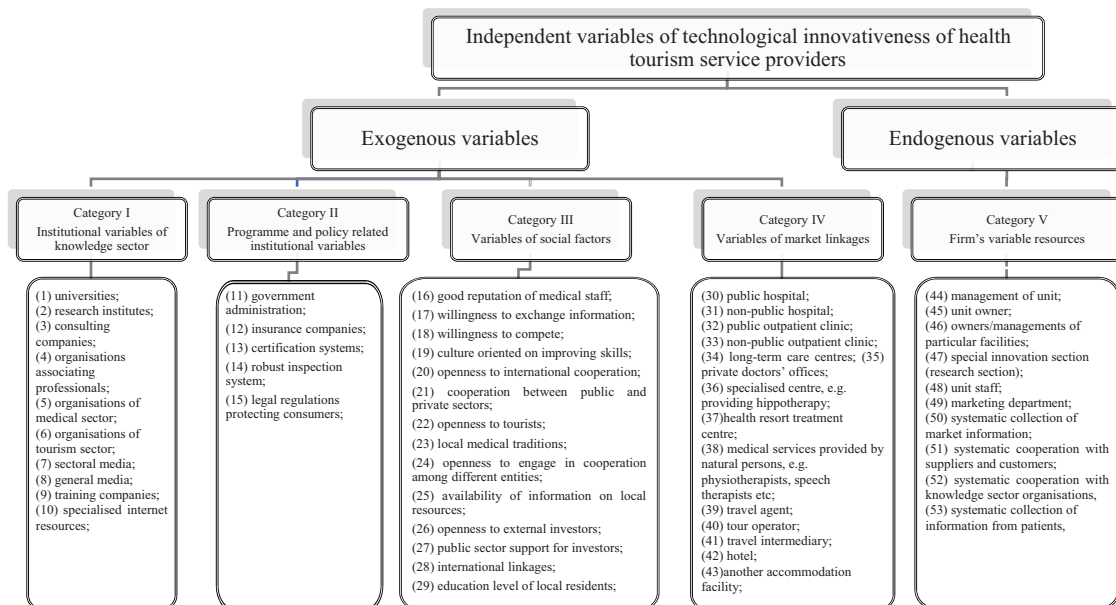 Independent variables of technological innovativeness of health
tourism service providers
Exogenous variables
Endogenous variables
Category I
Institutional variables of
knowledge sector
Category II
Programme and policy related
institutional variables
Category III
Variables of social factors
Category IV
Variables of market linkages
Category V
Firm's variable resources
(1) universities;
(2) research institutes;
(3) consulting
companies;
(4) organisations
associating
professionals;
(5) organisations of
medical sector;
(6) organisations of
tourism sector;
(7) sectoral media;
(8) general media;
(9) training companies;
(10) specialised internet
resources;
(11) government
administration;
(12) insurance companies;
(13) certification systems;
(14) robust inspection
system;
(15) legal regulations
protecting consumers;
(16) good reputation of medical staff;
(17) willingness to exchange information;
(18) willingness to compete;
(19) culture oriented on improving skills;
(20) openness to international cooperation;
(21) cooperation between public and
private sectors;
(22) openness to tourists;
(23) local medical traditions;
(24) openness to engage in cooperation
among different entities;
(25) availability of information on local
resources;
(26) openness to external investors;
(27) public sector support for investors;
(28) international linkages;
(29) education level of local residents;
(30) public hospital;
(31) non-public hospital;
(32) public outpatient clinic;
(33) non-public outpatient clinic;
(34) long-term care centres; (35)
private doctors' offices;
(36) specialised centre, e.g.
providing hippotherapy;
(37)health resort treatment
centre;
(38) medical services provided by
natural persons, e.g.
physiotherapists, speech
therapists etc;
(39) travel agent;
(40) tour operator;
(41) travel intermediary;
(42) hotel;
(43)another accommodation
facility;
(44) management of unit;
(45) unit owner;
(46) owners/managements of
particular facilities;
(47) special innovation section
(research section);
(48) unit staff;
(49) marketing department;
(50) systematic collection of
market information;
(51) systematic cooperation with
suppliers and customers;
(52) systematic cooperation with
knowledge sector organisations,
(53) systematic collection of
information from patients,